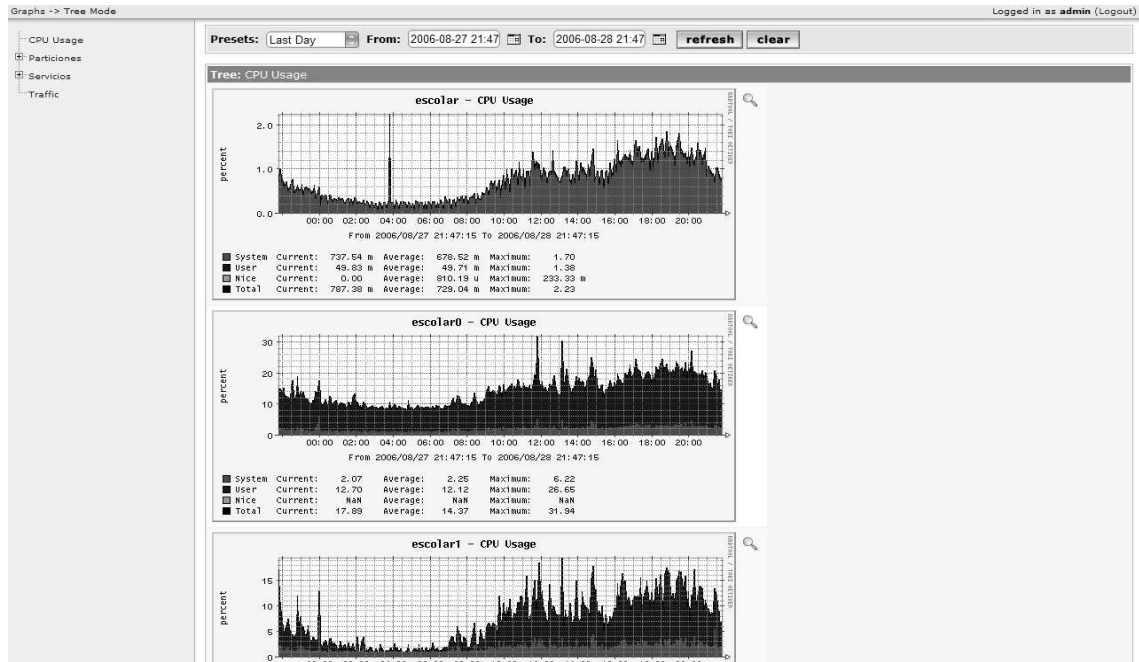 Graphs -> Tree Mode
Logged in as admin (Logout)
CPU Usage
Particiones
Servicios
Traffic
Presets: Last Day From: 2006-08-27 21:47 To: 2006-08-28 21:47 refresh clear
Tree: CPU Usage
escolar - CPU Usage
RRDTOOL / TOBI OETIKER
percent
2.0
1.0
0.0
00:00 02:00 04:00 06:00 08:00 10:00 12:00 14:00 16:00 18:00 20:00
From 2006/08/27 21:47:15 To 2006/08/28 21:47:15
System Current: 737.54 m Average: 678.52 m Maximum: 1.70
User Current: 49.83 m Average: 49.71 m Maximum: 1.38
Nice Current: 0.00 Average: 810.19 u Maximum: 233.33 m
Total Current: 787.38 m Average: 729.04 m Maximum: 2.23
escolar0 - CPU Usage
RRDTOOL / TOBI OETIKER
percent
30
20
10
0
00:00 02:00 04:00 06:00 08:00 10:00 12:00 14:00 16:00 18:00 20:00
From 2006/08/27 21:47:15 To 2006/08/28 21:47:15
System Current: 2.07 Average: 2.25 Maximum: 6.22
User Current: 12.70 Average: 12.12 Maximum: 26.65
Nice Current: NaN Average: NaN Maximum: NaN
Total Current: 17.89 Average: 14.37 Maximum: 31.94
escolar1 - CPU Usage
RRDTOOL / TOBI OETIKER
percent
15
10
5
0